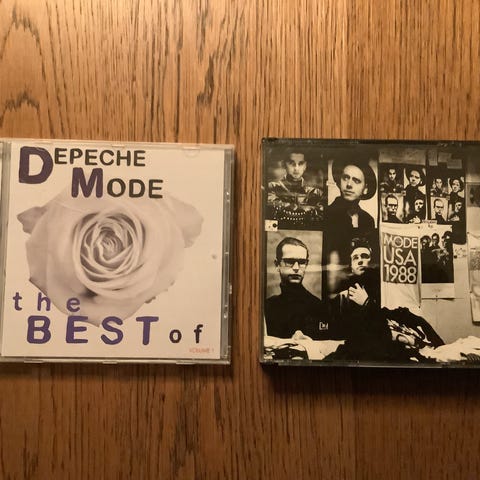 DEPECHE
MODE
the
BEST of
VOLUME 1
MODE
USA
1988